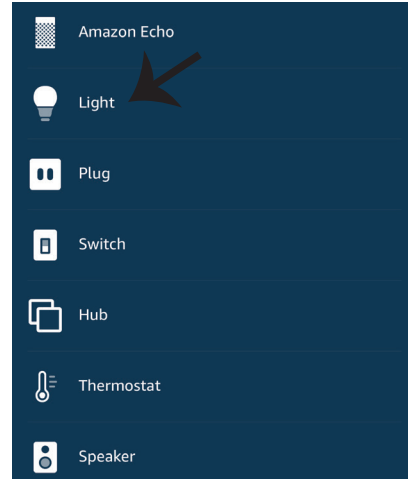 Amazon Echo
Light
Plug
Switch
Hub
Thermostat
Speaker